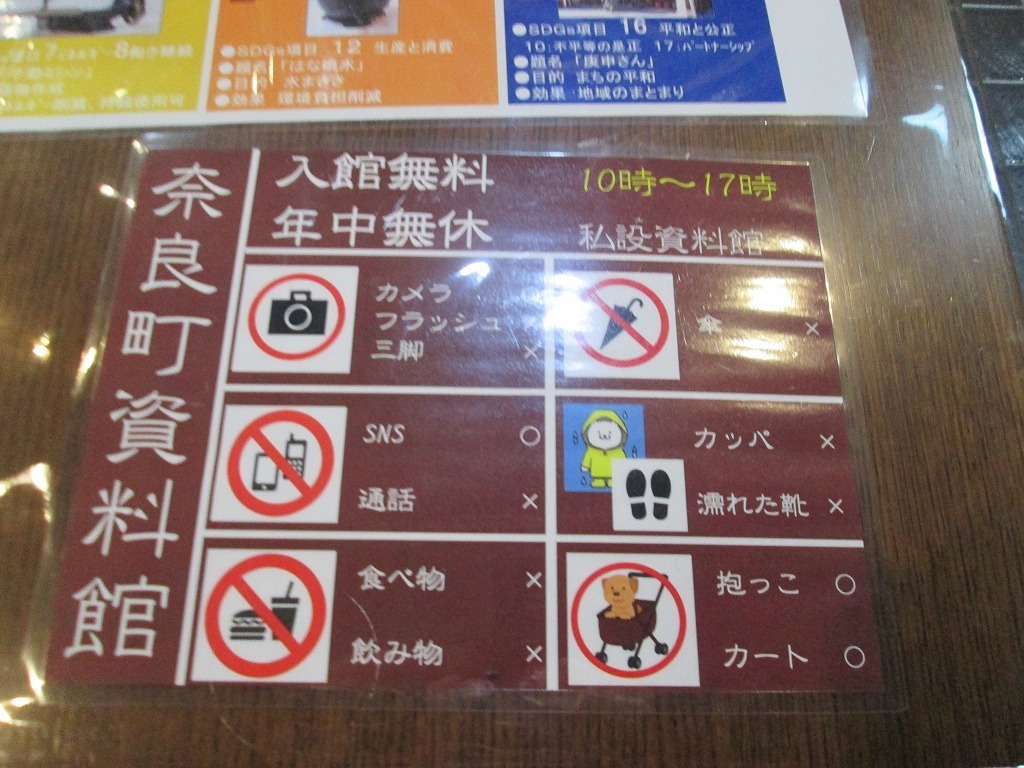 SDGs項目 12 生産と消費
●目的 水まきさ
●効果 環境負担削減
●SDGs項目 16 平和と公正
10:不平等の是正 17:パートナーシップ
●題名 「庚申さん」
●目的 まちの平和
●効果 地域のまとまり
奈良町資料館
入館無料
年中無休
10時～17時
私設資料館
カメラ
フラッシュ
三脚 ×
傘 ×
SNS ○
通話 ×
カッパ ×
濡れた靴 ×
食べ物 ×
飲み物 ×
抱っこ ○
カート ○